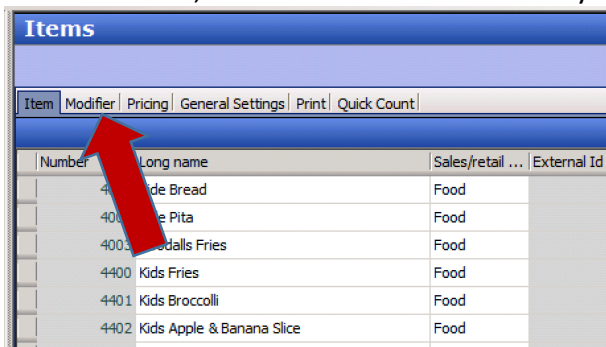 Items
Item Modifier Pricing General Settings Print Quick Count
Number Long name Sales/retail ... External Id
Bread Food
Pita Food
4003 Fries Food
4400 Kids Fries Food
4401 Kids Broccolli Food
4402 Kids Apple & Banana Slice Food